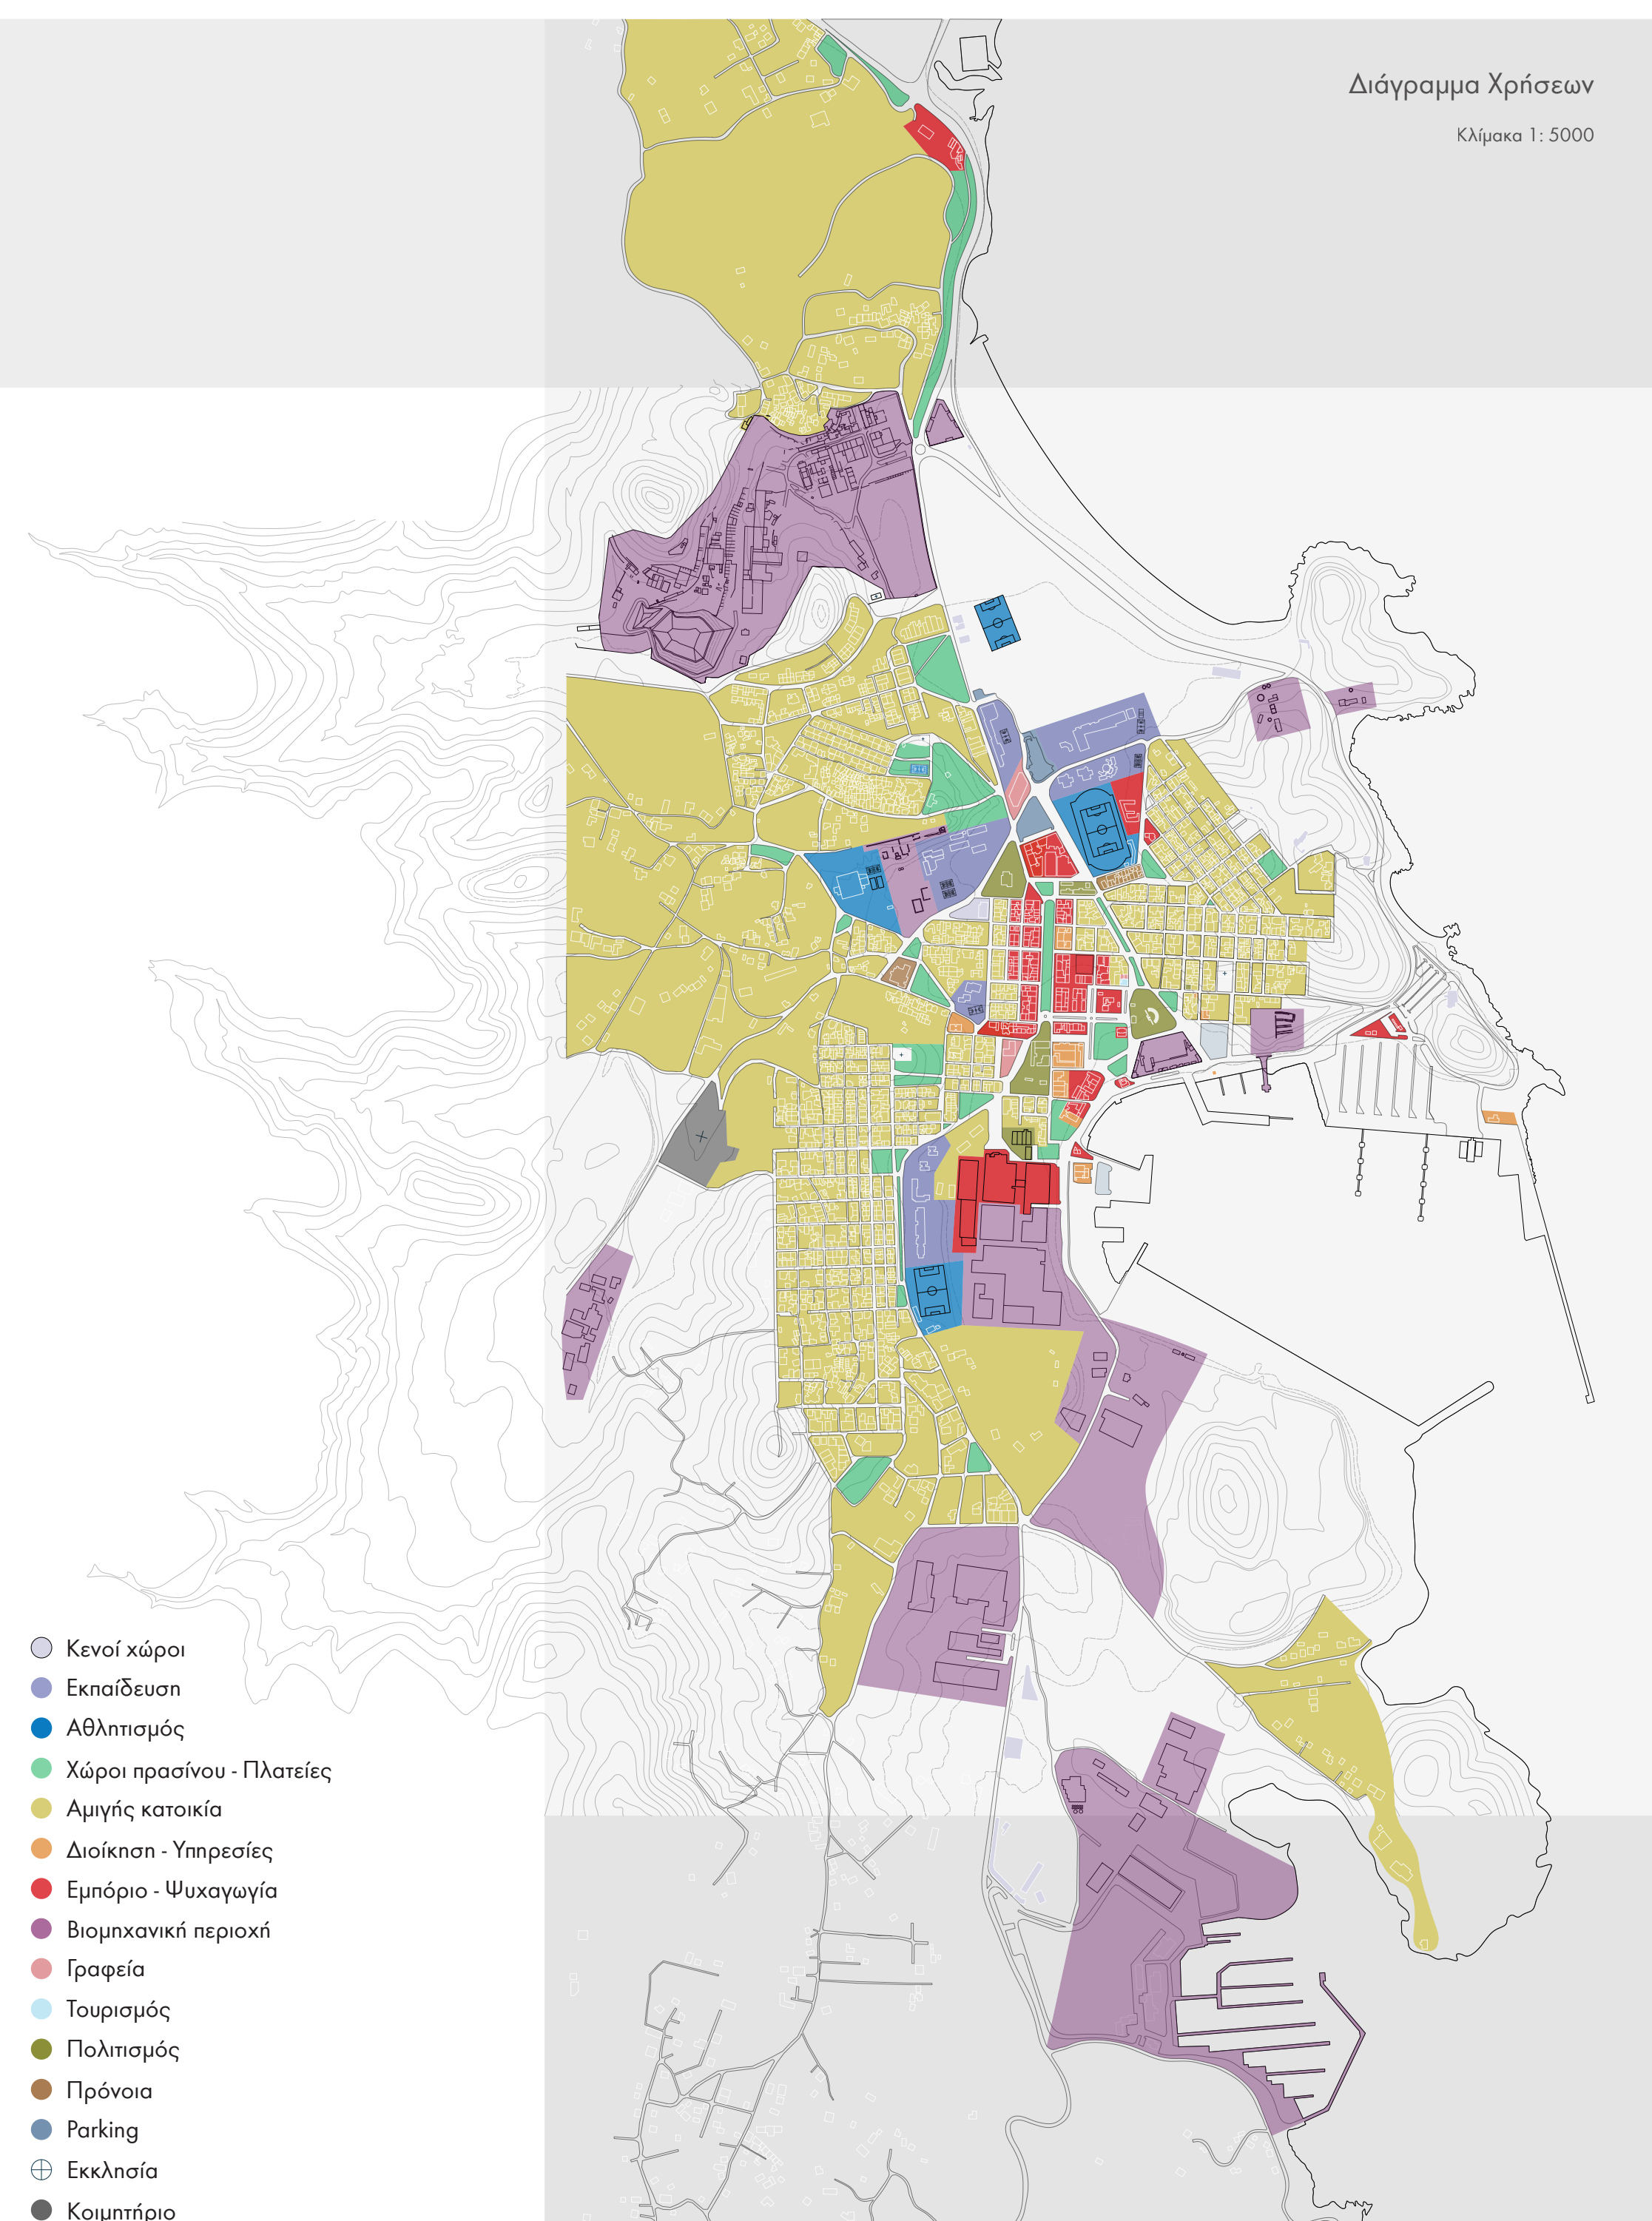 Διάγραμμα Χρήσεων
Κλίμακα 1: 5000
Κενοί χώροι
Εκπαίδευση
Αθλητισμός
Χώροι πρασίνου - Πλατείες
Αμιγής κατοικία
Διοίκηση - Υπηρεσίες
Εμπόριο - Ψυχαγωγία
Βιομηχανική περιοχή
Γραφεία
Τουρισμός
Πολιτισμός
Πρόνοια
Parking
Εκκλησία
Κοιμητήριο